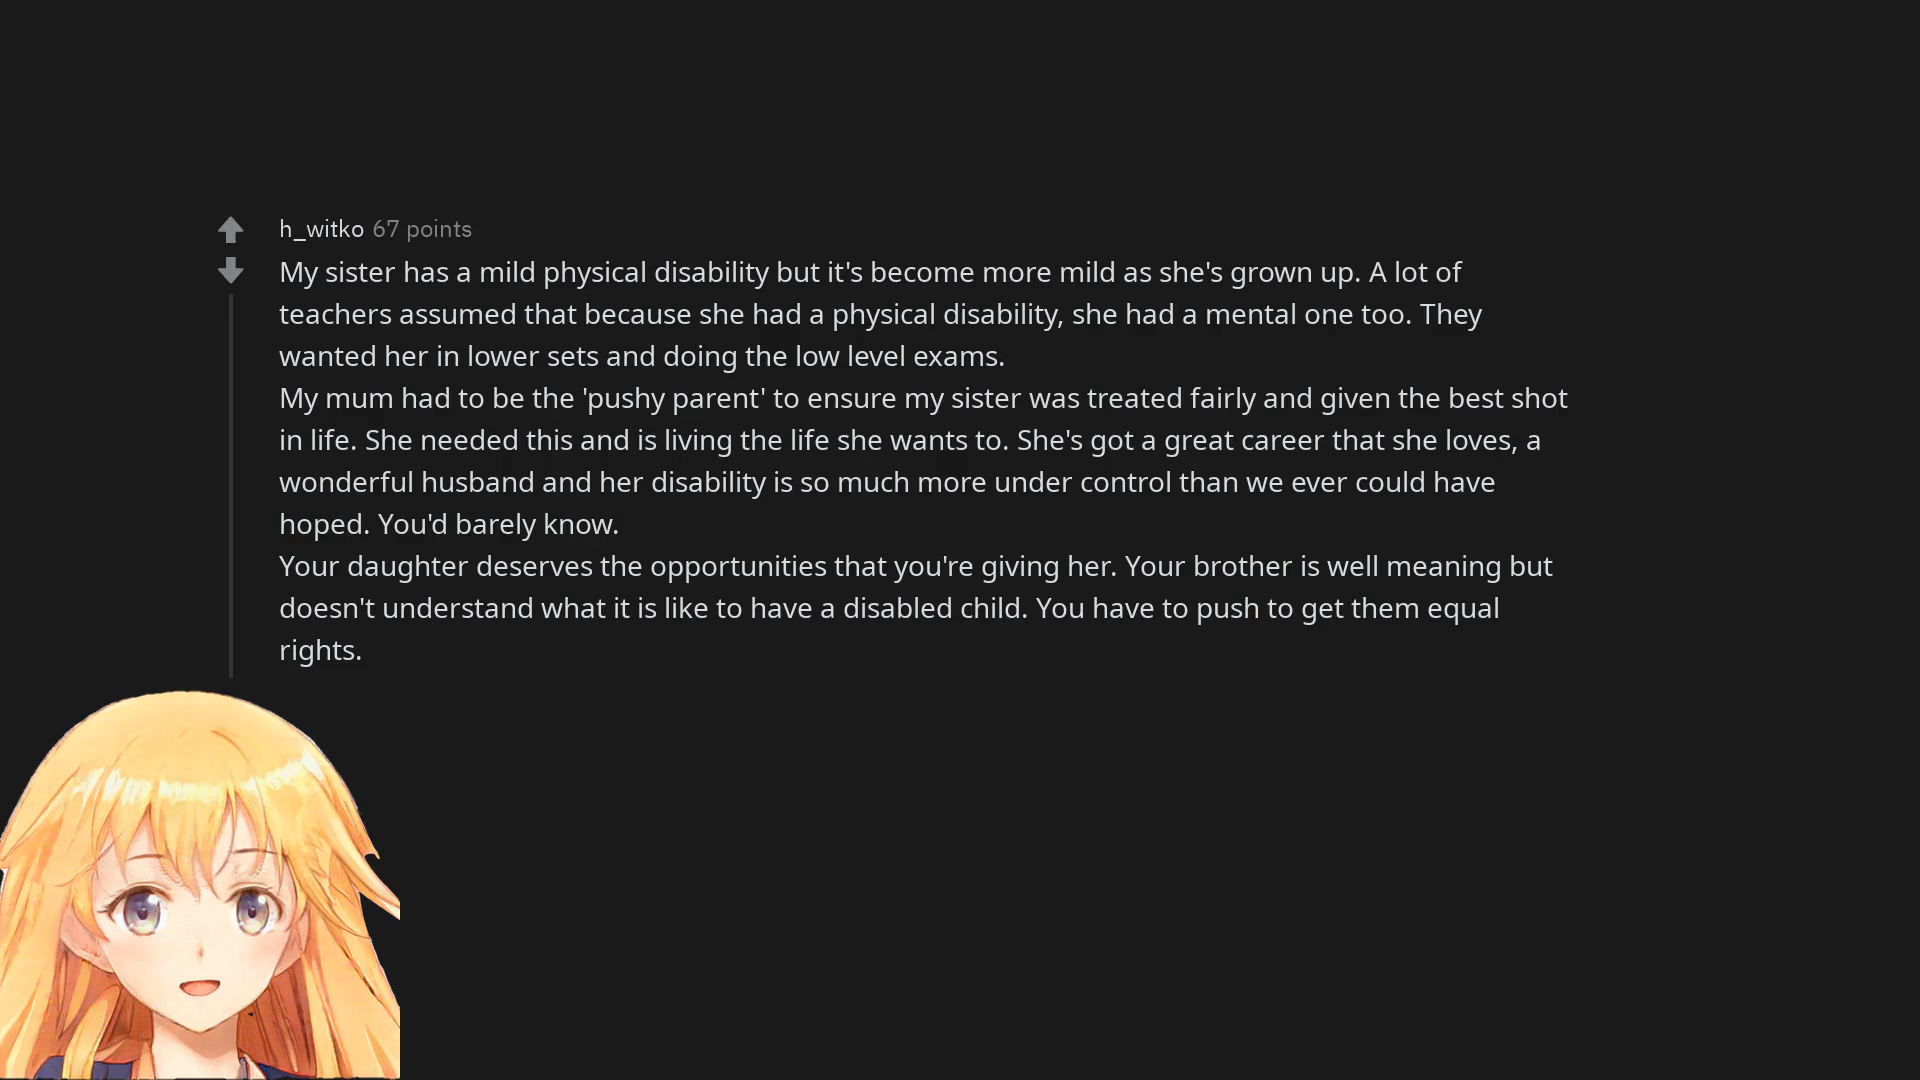 h_witko 67 points
My sister has a mild physical disability but it's become more mild as she's grown up. A lot of
teachers assumed that because she had a physical disability, she had a mental one too. They
wanted her in lower sets and doing the low level exams.
My mum had to be the 'pushy parent' to ensure my sister was treated fairly and given the best shot
in life. She needed this and is living the life she wants to. She's got a great career that she loves, a
wonderful husband and her disability is so much more under control than we ever could have
hoped. You'd barely know.
Your daughter deserves the opportunities that you're giving her. Your brother is well meaning but
doesn't understand what it is like to have a disabled child. You have to push to get them equal
rights.